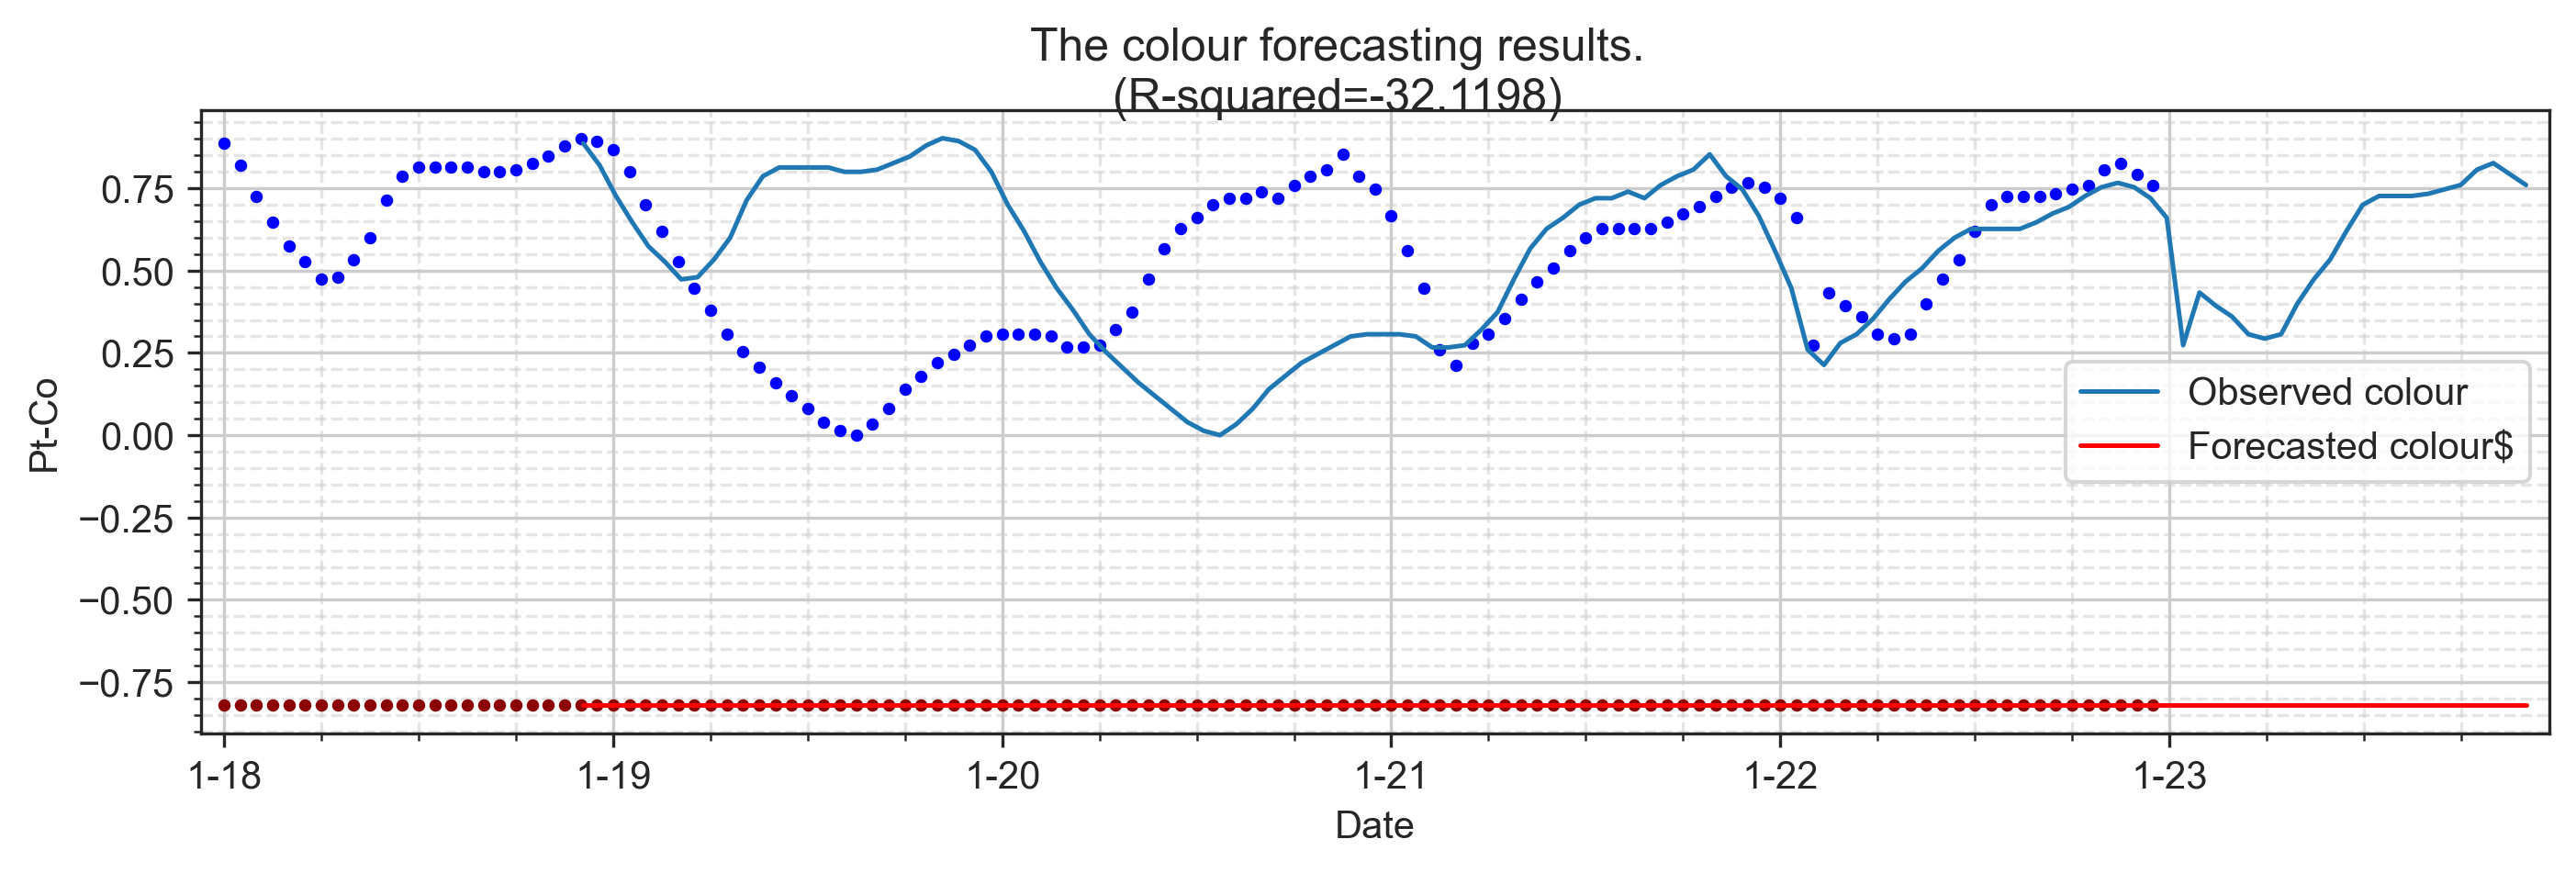 The colour forecasting results.
(R-squared=-32.1198)
Pt-Co
0.75
0.50
0.25
0.00
−0.25
−0.50
−0.75
Observed colour
Forecasted colour$
1-18
1-19
1-20
1-21
1-22
1-23
Date